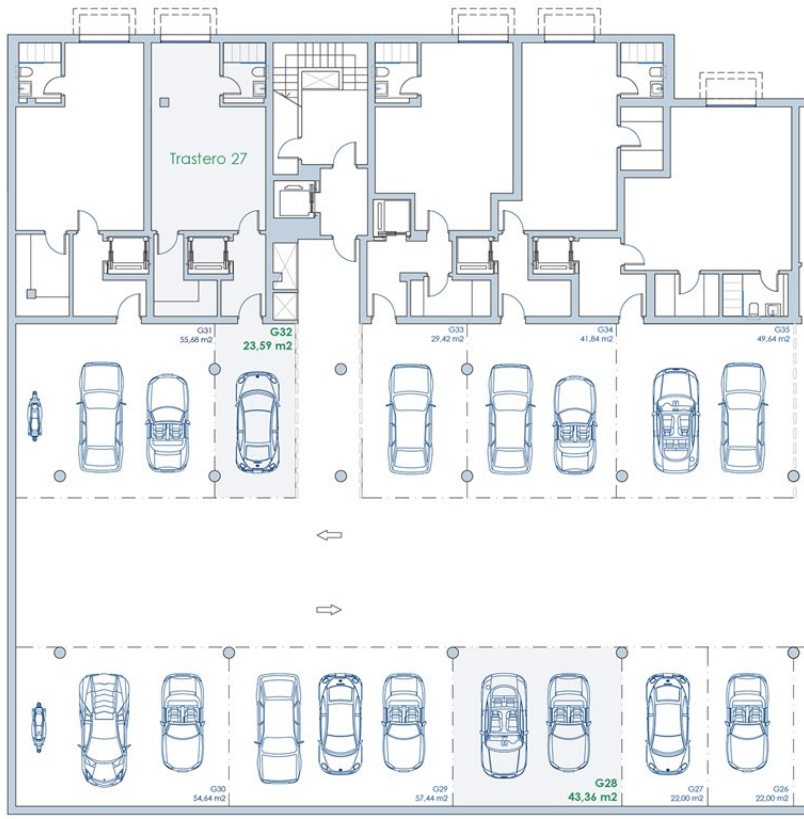 Trastero 27
G31
55,68 m2
G32
23,59 m2
G33
29,42 m2
G34
41,84 m2
G35
49,64 m2
G30
54,64 m2
G29
57,44 m2
G28
43,36 m2
G27
22,00 m2
G26
22,00 m2